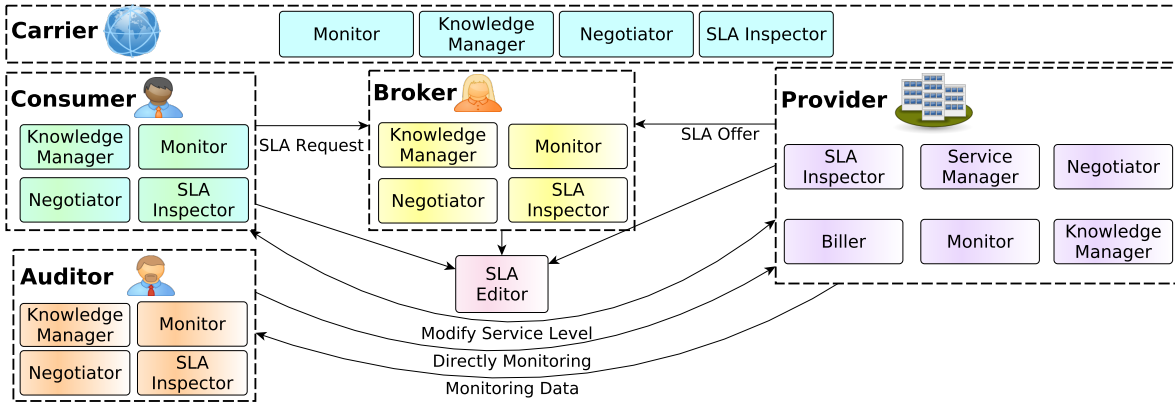 Carrier
Monitor
Knowledge
Manager
Negotiator
SLA Inspector
Consumer
Knowledge
Manager
Monitor
Negotiator
SLA
Inspector
SLA Request
Broker
Knowledge
Manager
Monitor
Negotiator
SLA
Inspector
SLA Offer
Provider
SLA
Inspector
Service
Manager
Negotiator
Biller
Monitor
Knowledge
Manager
SLA
Editor
Auditor
Knowledge
Manager
Monitor
Negotiator
SLA
Inspector
Modify Service Level
Directly Monitoring
Monitoring Data